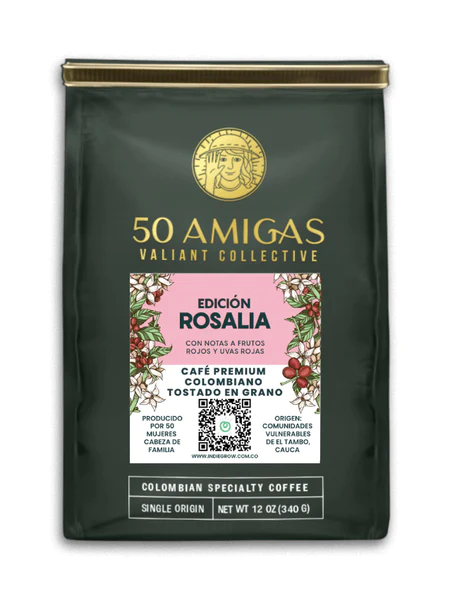 50 AMIGAS
VALIANT COLLECTIVE
EDICIÓN
ROSALIA
CON NOTAS A FRUTOS
ROJOS Y UVAS ROJAS
CAFÉ PREMIUM
COLOMBIANO
TOSTADO EN GRANO
PRODUCIDO
POR 50
MUJERES
CABEZA DE
FAMILIA
ORIGEN:
COMUNIDADES
VULNERABLES
DE EL TAMBO,
CAUCA
WWW.INDIEGROW.COM.CO
COLOMBIAN SPECIALTY COFFEE
SINGLE ORIGIN
NET WT 12 OZ (340 G)